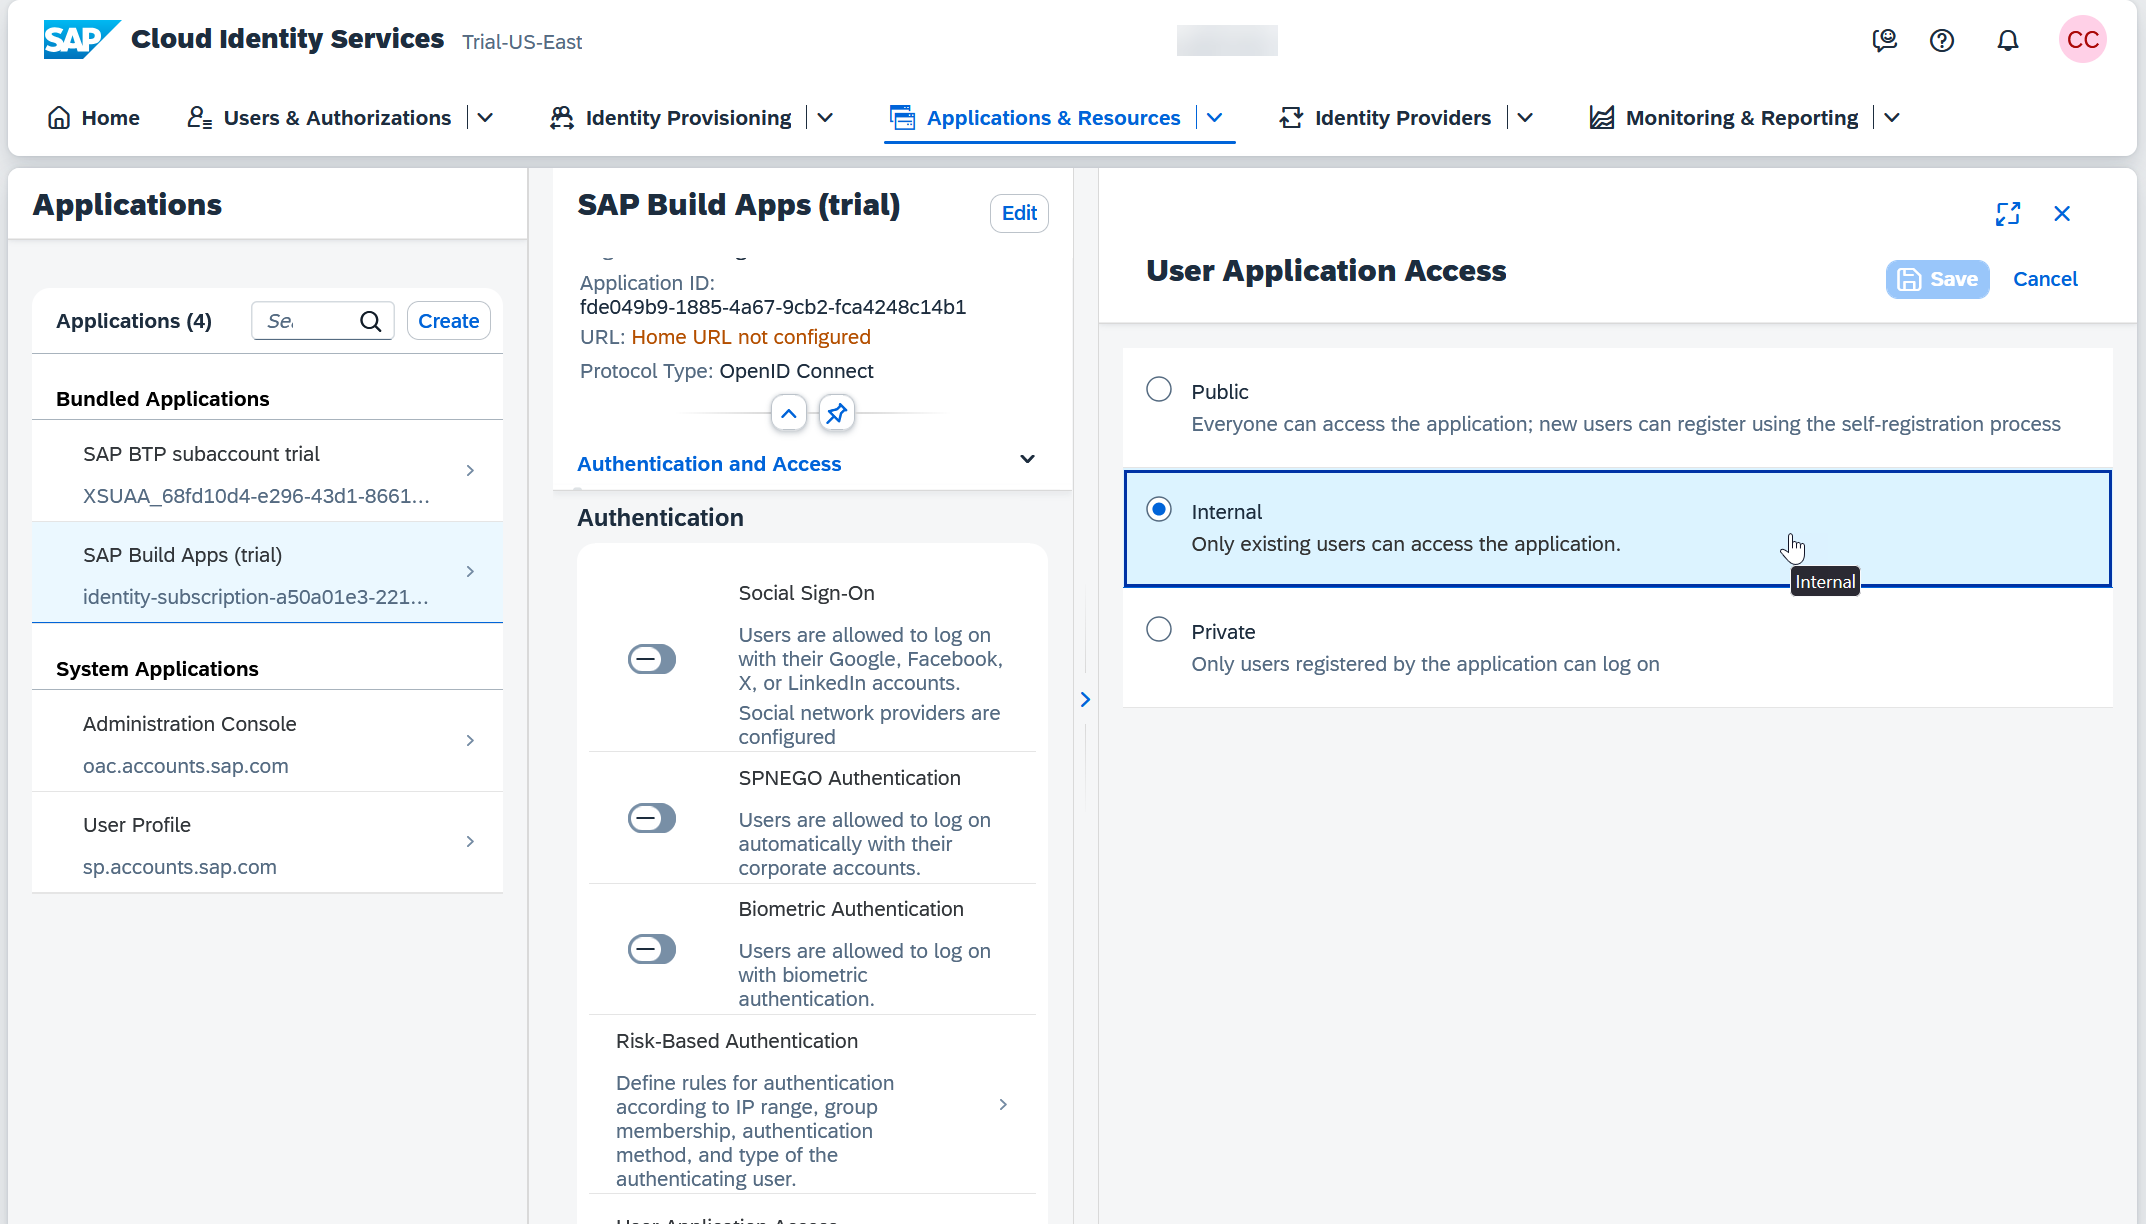 SAP Cloud Identity Services Trial-US-East
CC
Home
Users & Authorizations
Identity Provisioning
Applications & Resources
Identity Providers
Monitoring & Reporting
Applications
Applications (4)
Create
Bundled Applications
SAP BTP subaccount trial
XSUAA_68fd10d4-e296-43d1-8661...
SAP Build Apps (trial)
identity-subscription-a50a01e3-221...
System Applications
Administration Console
oac.accounts.sap.com
User Profile
sp.accounts.sap.com
SAP Build Apps (trial)
Edit
Application ID:
fde049b9-1885-4a67-9cb2-fca4248c14b1
URL: Home URL not configured
Protocol Type: OpenID Connect
Authentication and Access
Authentication
Social Sign-On
Users are allowed to log on
with their Google, Facebook,
X, or LinkedIn accounts.
Social network providers are
configured
SPNEGO Authentication
Users are allowed to log on
automatically with their
corporate accounts.
Biometric Authentication
Users are allowed to log on
with biometric
authentication.
Risk-Based Authentication
Define rules for authentication
according to IP range, group
membership, authentication
method, and type of the
authenticating user.
User Application Access
User Application Access
Save
Cancel
Public
Everyone can access the application; new users can register using the self-registration process
Internal
Only existing users can access the application.
Internal
Private
Only users registered by the application can log on